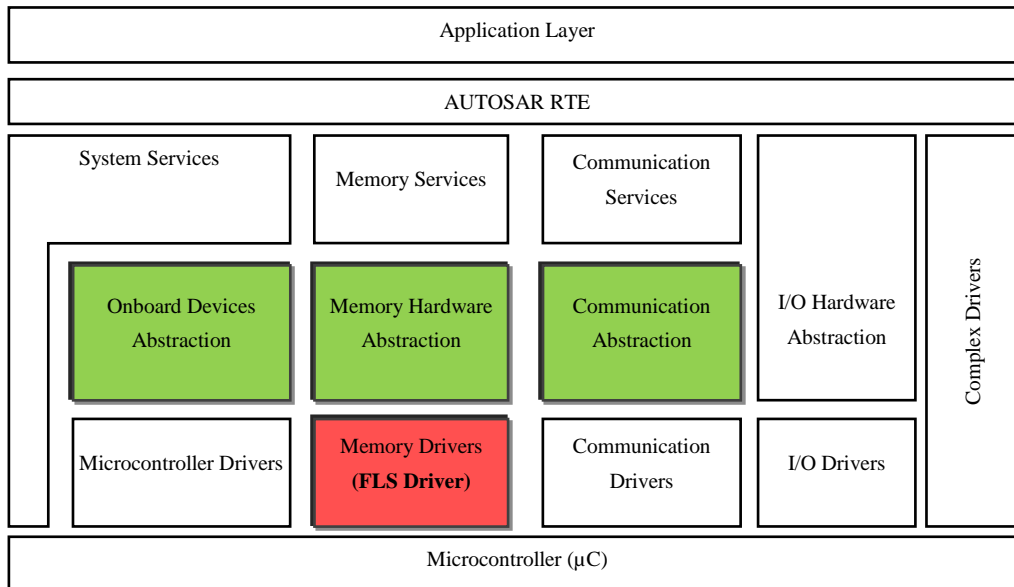 Application Layer
AUTOSAR RTE
System Services
Memory Services
Communication
Services
Onboard Devices
Abstraction
Memory Hardware
Abstraction
Communication
Abstraction
I/O Hardware
Abstraction
Complex Drivers
Microcontroller Drivers
Memory Drivers
(FLS Driver)
Communication
Drivers
I/O Drivers
Microcontroller (µC)